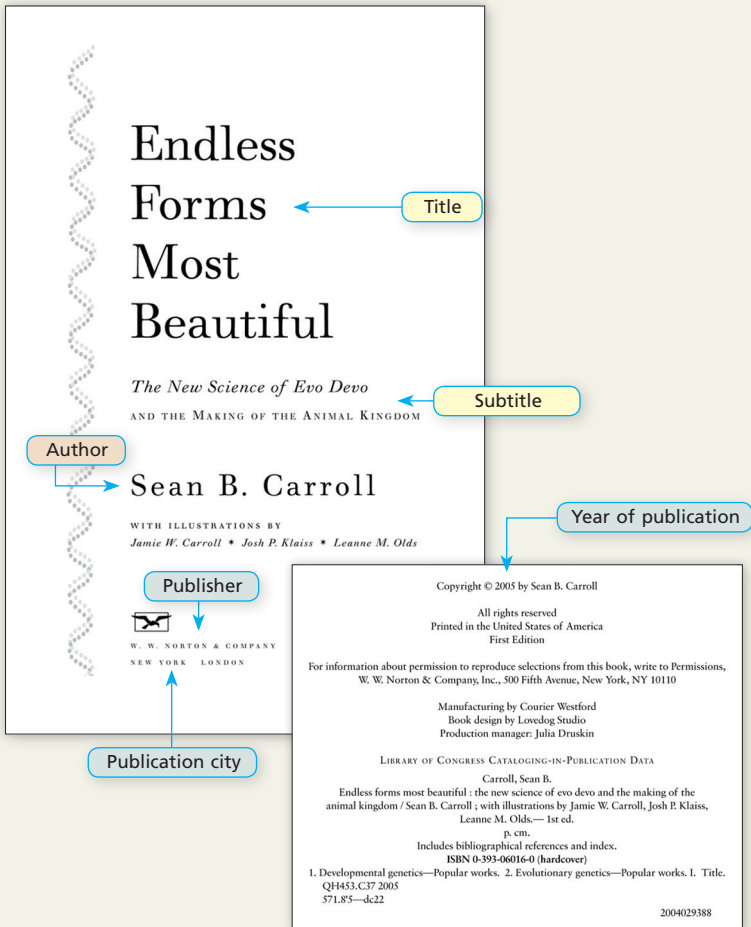 Endless
Forms
Title
Most
Beautiful
The New Science of Evo Devo
Subtitle
AND THE MAKING OF THE ANIMAL KINGDOM
Author
Sean B. Carroll
WITH ILLUSTRATIONS BY
Jamie W. Carroll * Josh P. Klaiss * Leanne M. Olds
Publisher
W. W. NORTON & COMPANY
NEW YORK LONDON
Publication city
Year of publication
Copyright © 2005 by Sean B. Carroll
All rights reserved
Printed in the United States of America
First Edition
For information about permission to reproduce selections from this book, write to Permissions,
W. W. Norton & Company, Inc., 500 Fifth Avenue, New York, NY 10110
Manufacturing by Courier Westford
Book design by Lovedog Studio
Production manager: Julia Druskin
LIBRARY OF CONGRESS CATALOGING-IN-PUBLICATION DATA
Carroll, Sean B.
Endless forms most beautiful : the new science of evo devo and the making of the
animal kingdom / Sean B. Carroll ; with illustrations by Jamie W. Carroll, Josh P. Klaiss,
Leanne M. Olds.— 1st ed.
p. cm.
Includes bibliographical references and index.
ISBN 0-393-06016-0 (hardcover)
1. Developmental genetics—Popular works. 2. Evolutionary genetics—Popular works. I. Title.
QH453.C37 2005
571.8'5—dc22
2004029388